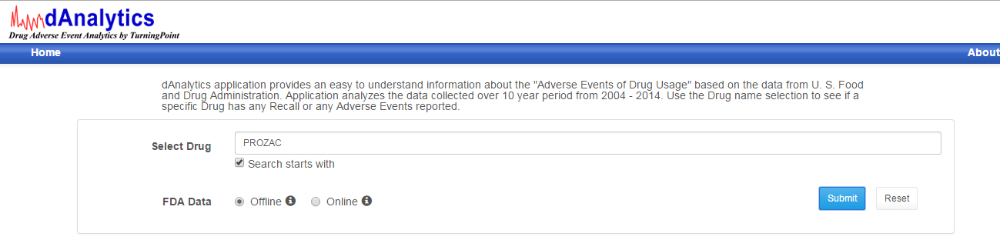 dAnalytics
Drug Adverse Event Analytics by TurningPoint
Home About
dAnalytics application provides an easy to understand information about the "Adverse Events of Drug Usage" based on the data from U. S. Food
and Drug Administration. Application analyzes the data collected over 10 year period from 2004 - 2014. Use the Drug name selection to see if a
specific Drug has any Recall or any Adverse Events reported.
Select Drug PROZAC
Search starts with
FDA Data Offline Online Submit Reset